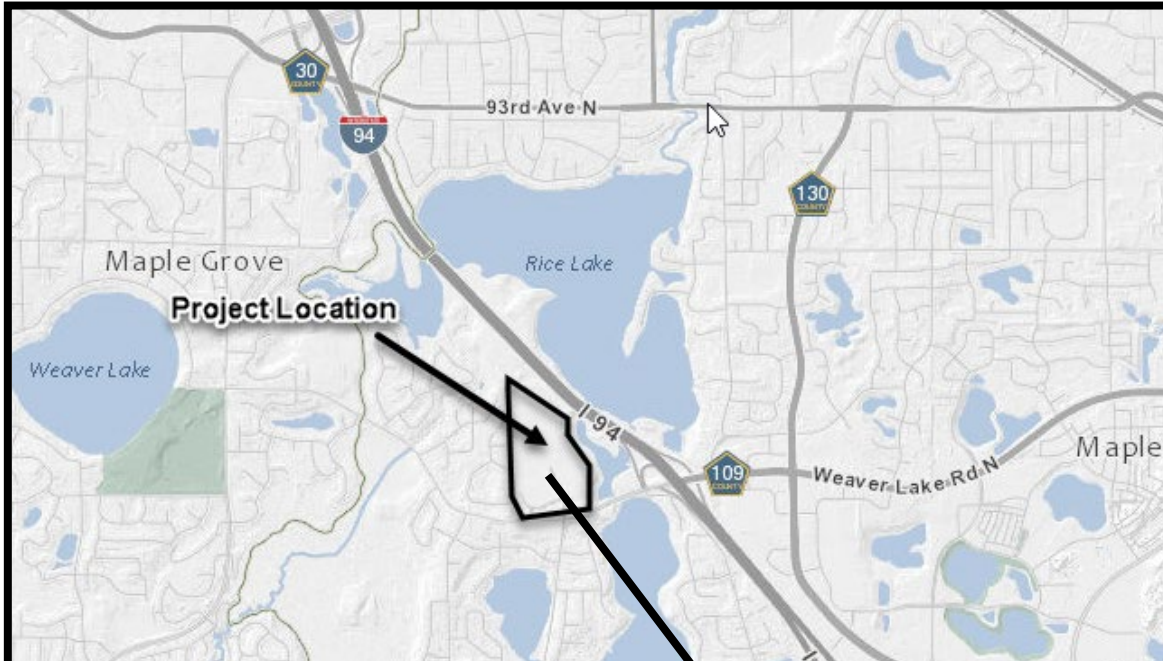 30
COUNTY
94
93rd Ave N
130
COUNTY
Maple Grove
Rice Lake
Project Location
Weaver Lake
I 94
109
COUNTY
Weaver Lake Rd N
Maple